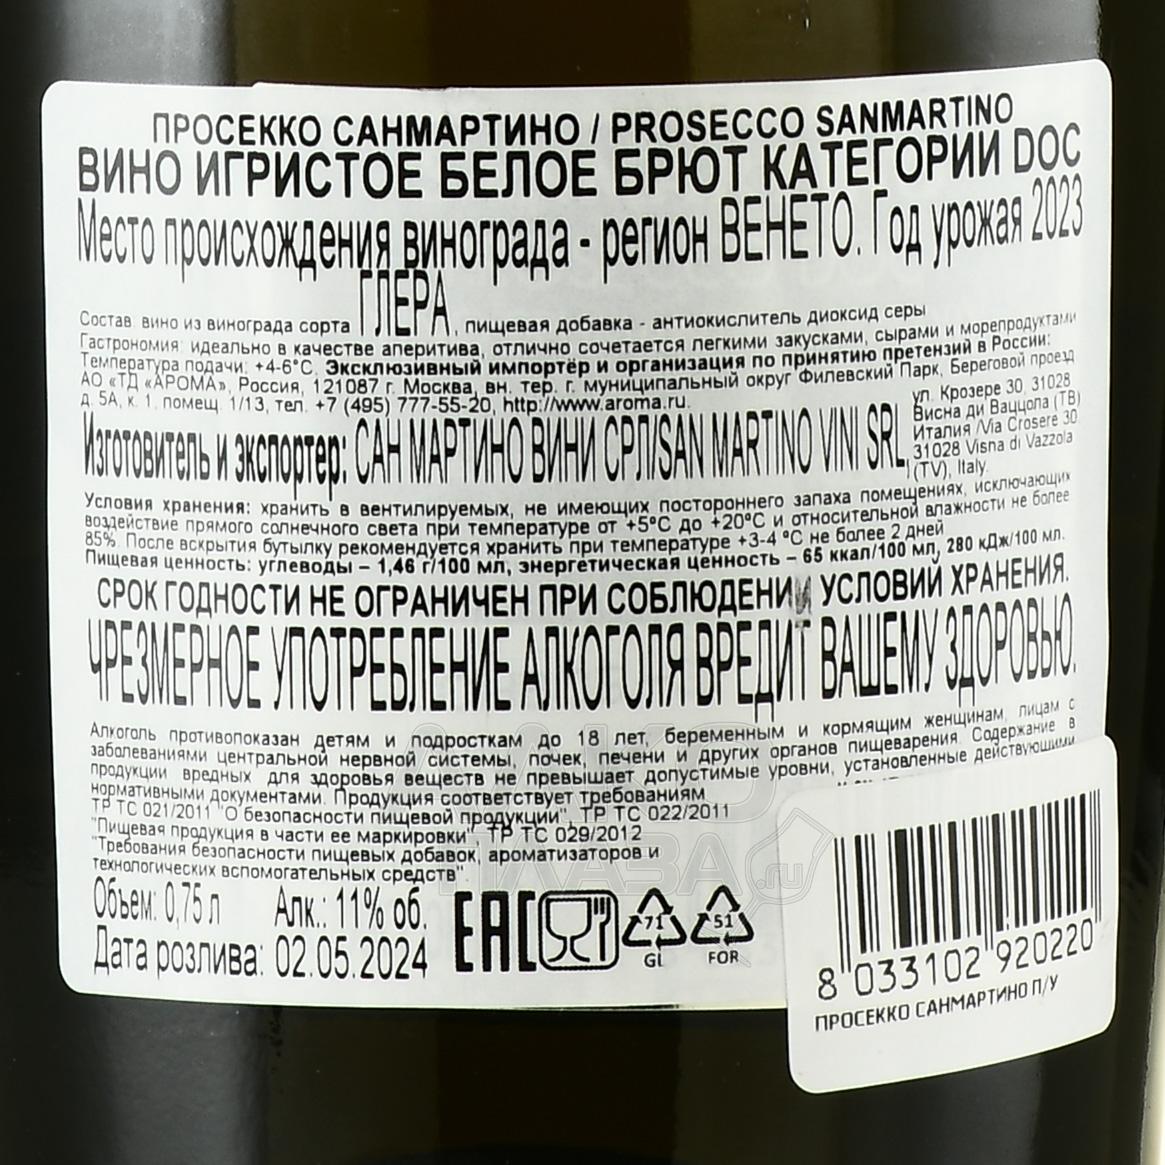 ПРОСЕККО САНМАРТИНО / PROSECCO SANMARTINO
ВИНО ИГРИСТОЕ БЕЛОЕ БРЮТ КАТЕГОРИИ DOC
Место происхождения винограда - регион ВЕНЕТО. Год урожая 2023
Состав: вино из винограда сорта ГЛЕРА, пищевая добавка - антиокислитель диоксид серы
Гастрономия: идеально в качестве аперитива, отлично сочетается легкими закусками, сырами и морепродуктами
Температура подачи: +4-6°С. Эксклюзивный импортёр и организация по принятию претензий в России:
АО «ТД «АРОМА», Россия, 121087 г. Москва, вн. тер. г. муниципальный округ Филевский Парк, Береговой проезд
д. 5А, к. 1, помещ. 1/13, тел. +7 (495) 777-55-20, http://www.aroma.ru.
Изготовитель и экспортер: САН МАРТИНО ВИНИ СРЛ/SAN MARTINO VINI SRL,
ул. Крозере 30, 31028
Висна ди Ваццола (ТВ)
Италия /Via Crosere 30
31028 Visna di Vazzola
(TV), Italy.
Условия хранения: хранить в вентилируемых, не имеющих постороннего запаха помещениях, исключающих
воздействие прямого солнечного света при температуре от +5°С до +20°С и относительной влажности не более
85%. После вскрытия бутылку рекомендуется хранить при температуре +3-4 °С не более 2 дней
Пищевая ценность: углеводы – 1,46 г/100 мл, энергетическая ценность – 65 ккал/100 мл, 280 кДж/100 мл.
СРОК ГОДНОСТИ НЕ ОГРАНИЧЕН ПРИ СОБЛЮДЕНИИ УСЛОВИЙ ХРАНЕНИЯ.
ЧРЕЗМЕРНОЕ УПОТРЕБЛЕНИЕ АЛКОГОЛЯ ВРЕДИТ ВАШЕМУ ЗДОРОВЬЮ.
Алкоголь противопоказан детям и подросткам до 18 лет, беременным и кормящим женщинам, лицам с
заболеваниями центральной нервной системы, почек, печени и других органов пищеварения. Содержание в
продукции вредных для здоровья веществ не превышает допустимые уровни, установленные действующими
нормативными документами. Продукция соответствует требованиям
ТР ТС 021/2011 "О безопасности пищевой продукции", ТР ТС 022/2011
"Пищевая продукция в части ее маркировки", ТР ТС 029/2012
"Требования безопасности пищевых добавок, ароматизаторов и
технологических вспомогательных средств".
Объем: 0,75 л Алк.: 11% об.
Дата розлива: 02.05.2024
EAC
71
GL
51
FOR
8 033102 920220
ПРОСЕККО САНМАРТИНО П/У
АЛКО
ПЛАЗА.ru